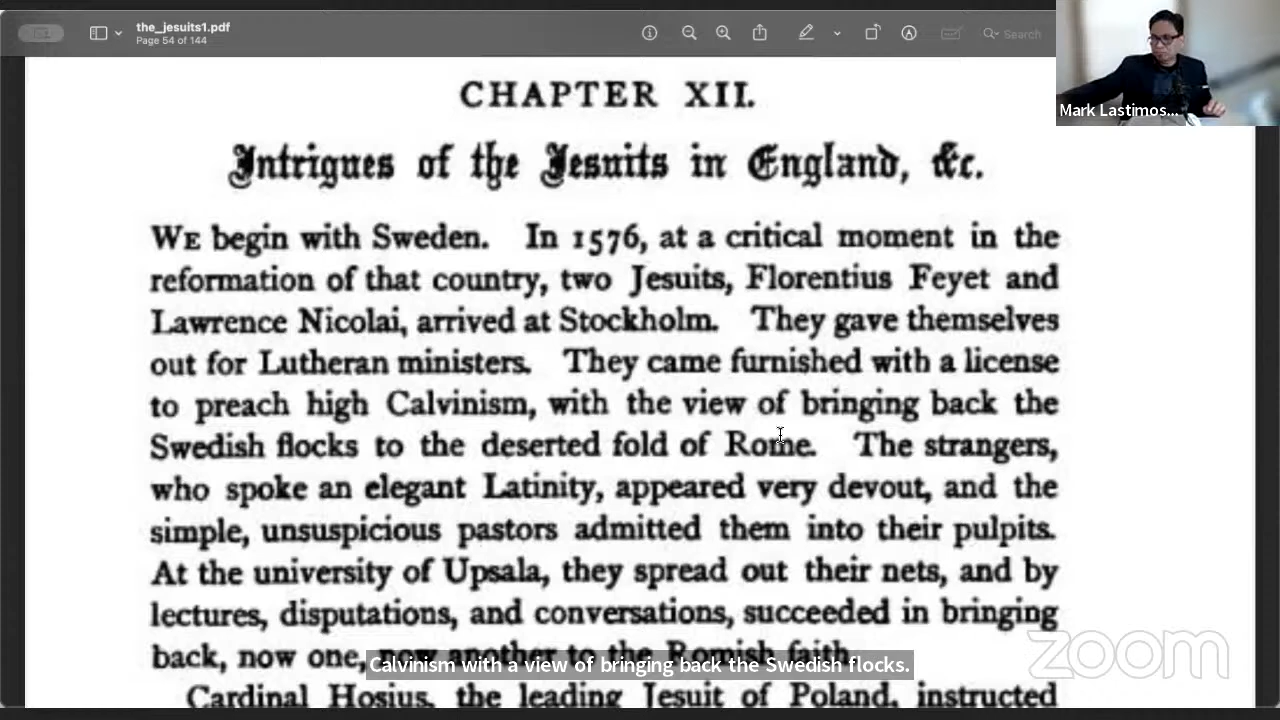 the_jesuits1.pdf
Page 54 of 144
Search
Mark Lastimos...
CHAPTER XII.
Intrigues of the Jesuits in England, &c.
WE begin with Sweden. In 1576, at a critical moment in the
reformation of that country, two Jesuits, Florentius Feyet and
Lawrence Nicolai, arrived at Stockholm. They gave themselves
out for Lutheran ministers. They came furnished with a license
to preach high Calvinism, with the view of bringing back the
Swedish flocks to the deserted fold of Rome. The strangers,
who spoke an elegant Latinity, appeared very devout, and the
simple, unsuspicious pastors admitted them into their pulpits.
At the university of Upsala, they spread out their nets, and by
lectures, disputations, and conversations, succeeded in bringing
back, now one, now another to the Romish faith.
Calvinism with a view of bringing back the Swedish flocks.
Cardinal Hosius, the leading Jesuit of Poland, instructed
zoom